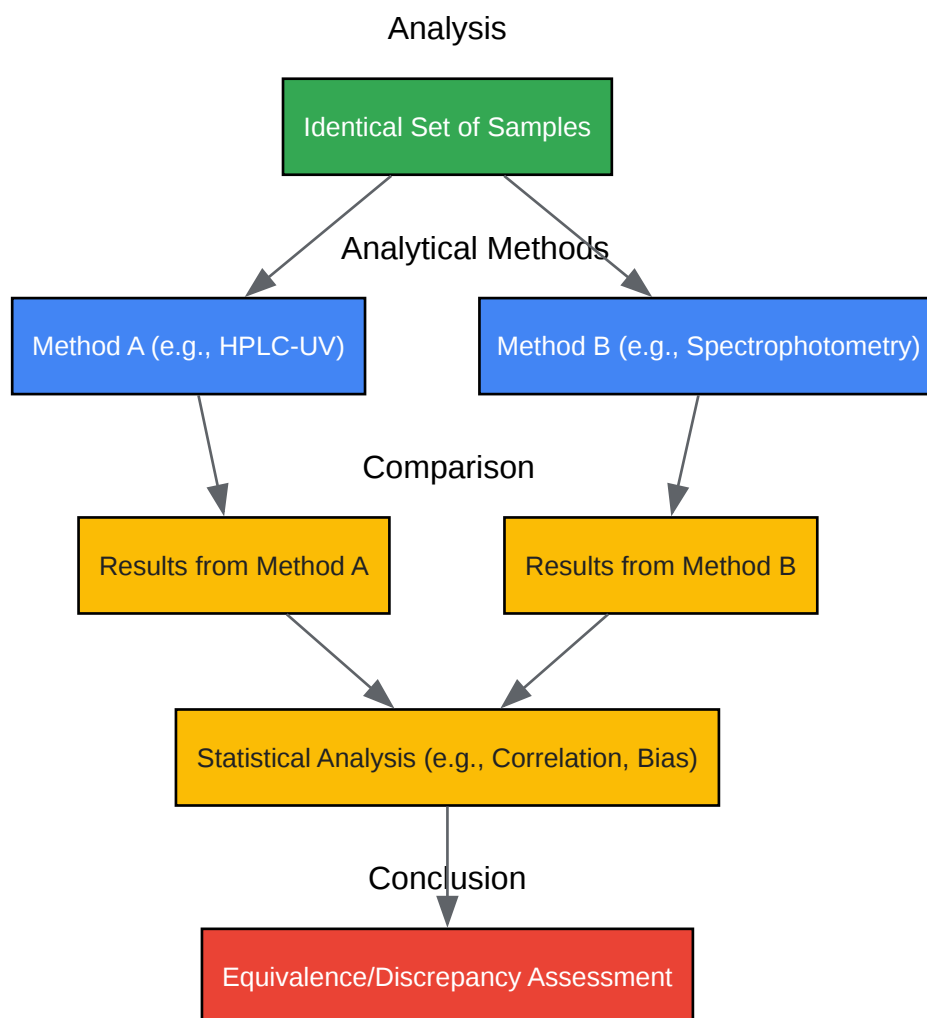 Analysis
Identical Set of Samples
Analytical Methods
Method A (e.g., HPLC-UV)
Method B (e.g., Spectrophotometry)
Comparison
Results from Method A
Results from Method B
Statistical Analysis (e.g., Correlation, Bias)
Conclusion
Equivalence/Discrepancy Assessment